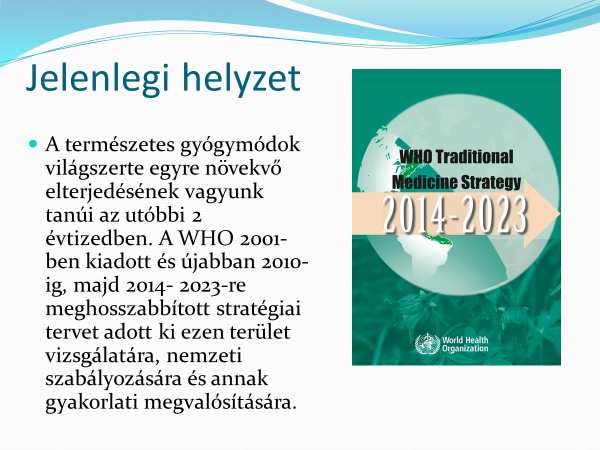 Jelenlegi helyzet
A természetes gyógymódok
világszerte egyre növekvő
elterjedésének vagyunk
tanúi az utóbbi 2
évtizedben. A WHO 2001-
ben kiadott és újabban 2010-
ig, majd 2014- 2023-re
meghosszabbított stratégiai
tervet adott ki ezen terület
vizsgálatára, nemzeti
szabályozására és annak
gyakorlati megvalósítására.
WHO Traditional
Medicine Strategy
2014-2023
World Health
Organization